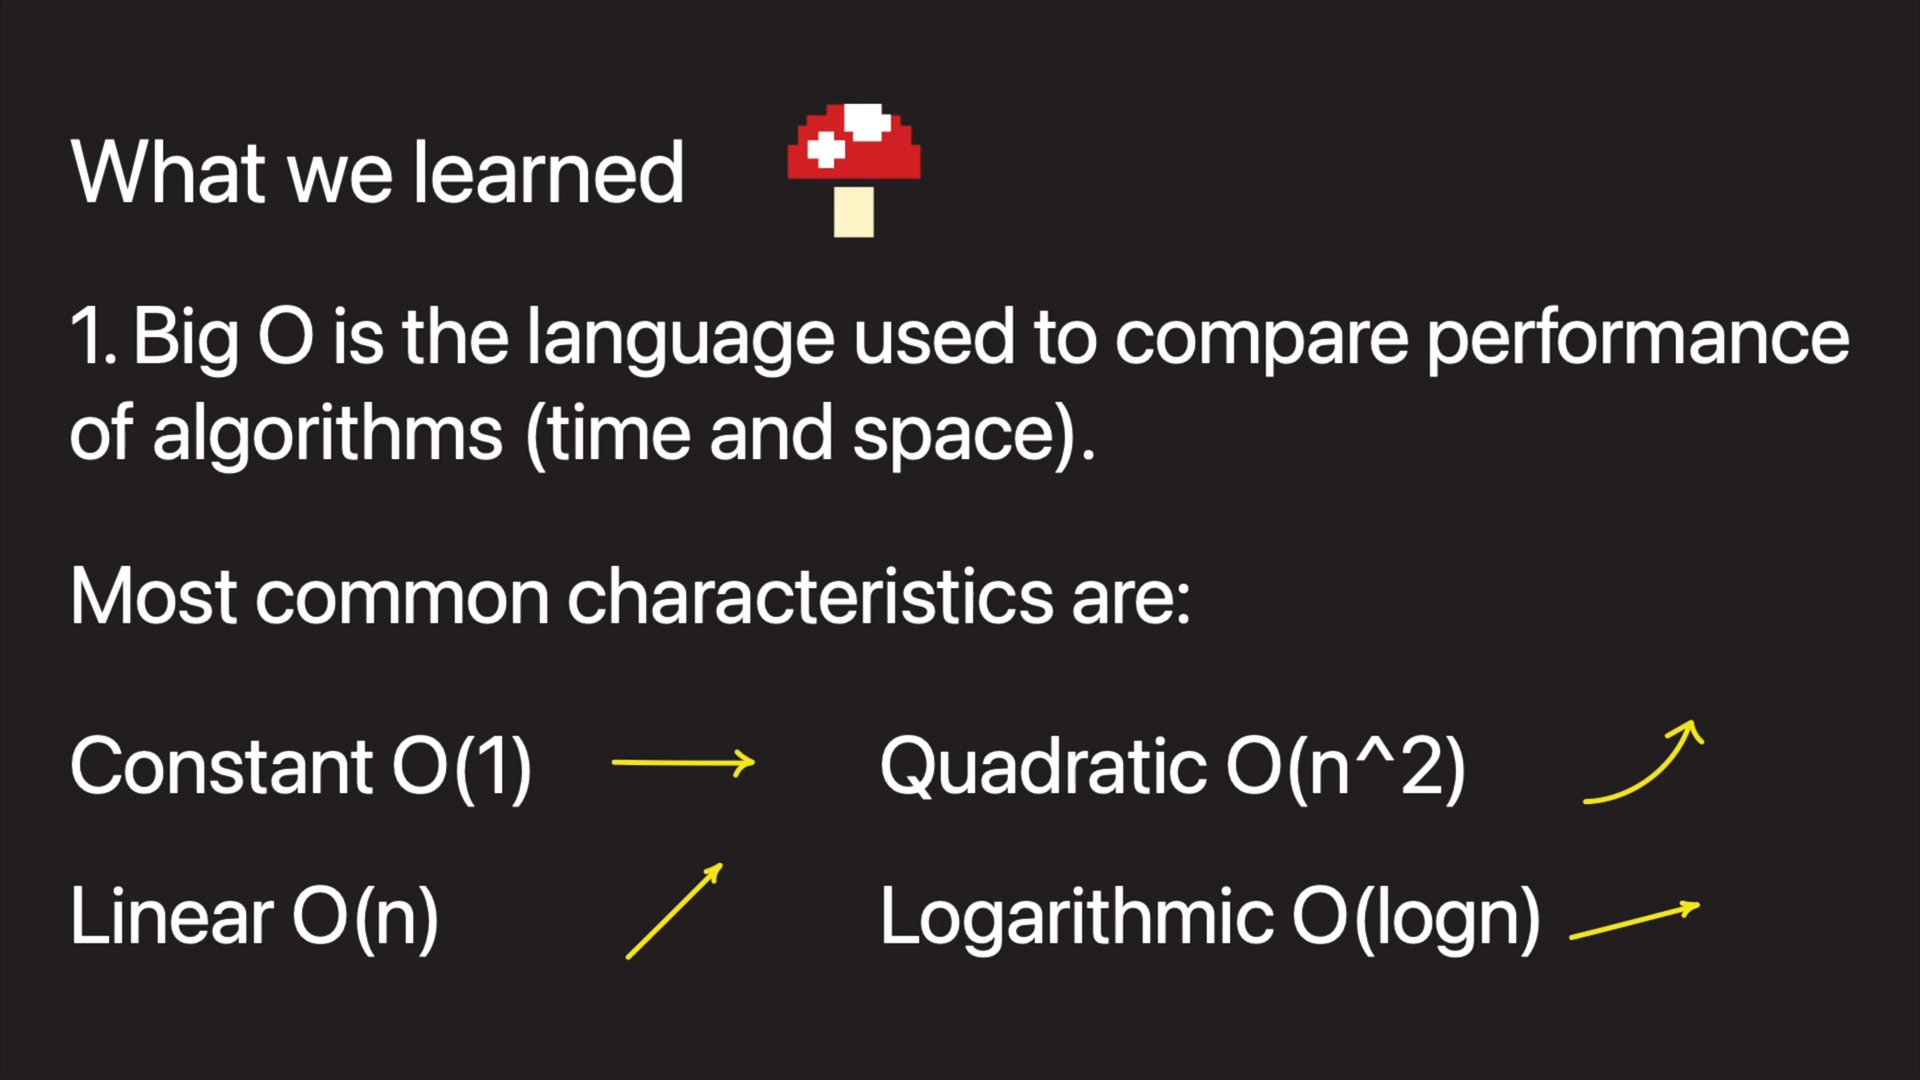 What we learned
1. Big O is the language used to compare performance
of algorithms (time and space).
Most common characteristics are:
Constant O(1)
Quadratic O(n^2)
Linear O(n)
Logarithmic O(logn)